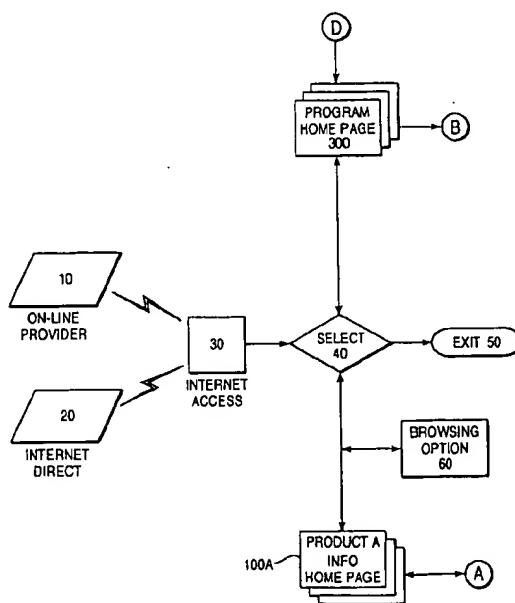 D
PROGRAM
HOME PAGE
300
B
10
ON-LINE
PROVIDER
30
INTERNET
ACCESS
SELECT
40
EXIT 50
20
INTERNET
DIRECT
BROWSING
OPTION
60
100A
PRODUCT A
INFO
HOME PAGE
A